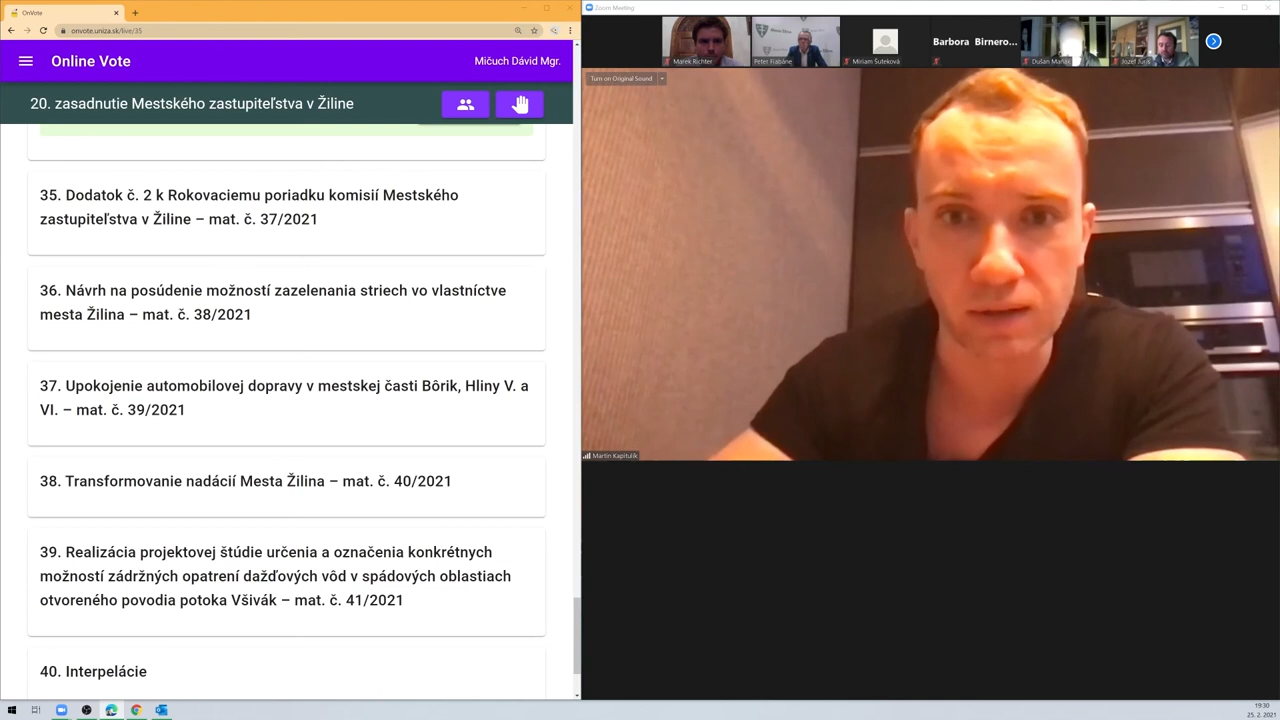 OnVote
onvote.uniza.sk/live/35
Online Vote
Mičuch Dávid Mgr.
20. zasadnutie Mestského zastupiteľstva v Žiline
35. Dodatok č. 2 k Rokovaciemu poriadku komisií Mestského
zastupiteľstva v Žiline – mat. č. 37/2021
36. Návrh na posúdenie možností zazelenania striech vo vlastníctve
mesta Žilina – mat. č. 38/2021
37. Upokojenie automobilovej dopravy v mestskej časti Bôrik, Hliny V. a
VI. – mat. č. 39/2021
38. Transformovanie nadácií Mesta Žilina – mat. č. 40/2021
39. Realizácia projektovej štúdie určenia a označenia konkrétnych
možností zádržných opatrení dažďových vôd v spádových oblastiach
otvoreného povodia potoka Všivák – mat. č. 41/2021
40. Interpelácie
Zoom Meeting
Marek Richter
Peter Fiabáne
Miriam Šuteková
Barbora Birnero...
Dušan Maňor
Jozef Juriš
Turn on Original Sound
Martin Kapitulík
19:30
25. 2. 2021